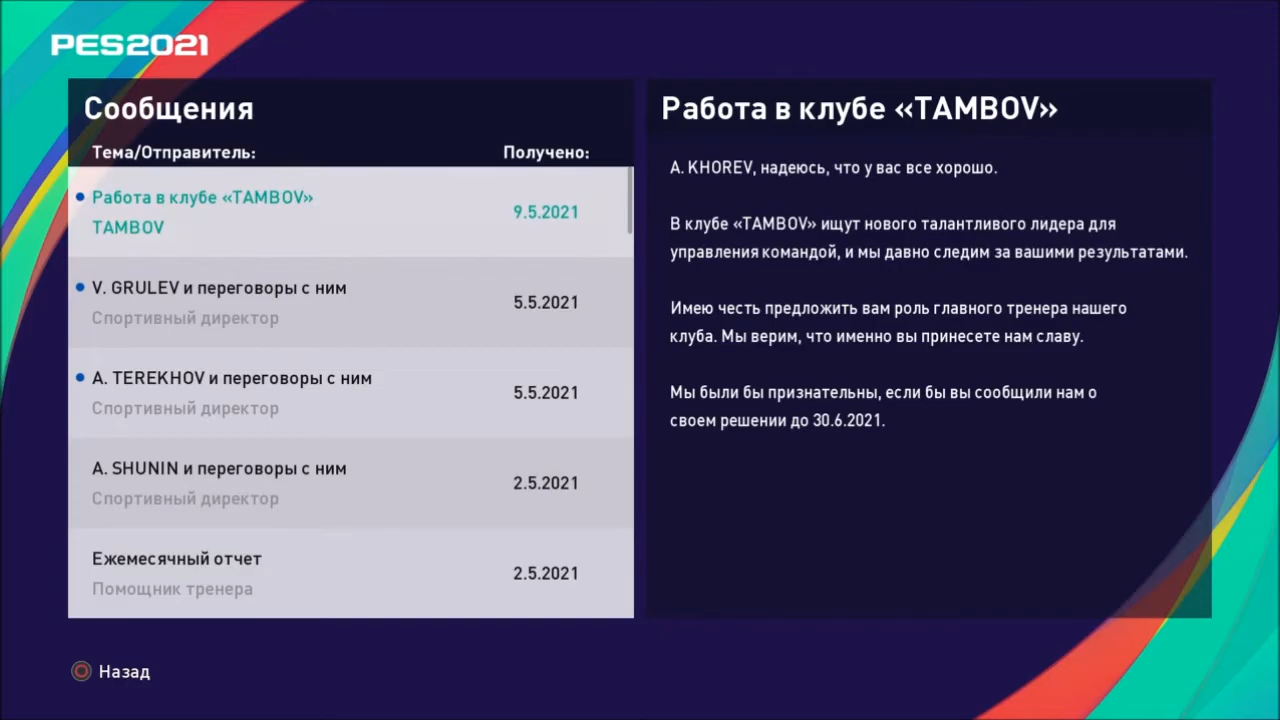 PES2021
Сообщения
Тема/Отправитель:
Получено:
Работа в клубе «TAMBOV»
TAMBOV
9.5.2021
V. GRULEV и переговоры с ним
Спортивный директор
5.5.2021
A. TEREKHOV и переговоры с ним
Спортивный директор
5.5.2021
A. SHUNIN и переговоры с ним
Спортивный директор
2.5.2021
Ежемесячный отчет
Помощник тренера
2.5.2021
Работа в клубе «TAMBOV»
A. KHOREV, надеюсь, что у вас все хорошо.
В клубе «TAMBOV» ищут нового талантливого лидера для
управления командой, и мы давно следим за вашими результатами.
Имею честь предложить вам роль главного тренера нашего
клуба. Мы верим, что именно вы принесете нам славу.
Мы были бы признательны, если бы вы сообщили нам о
своем решении до 30.6.2021.
Назад